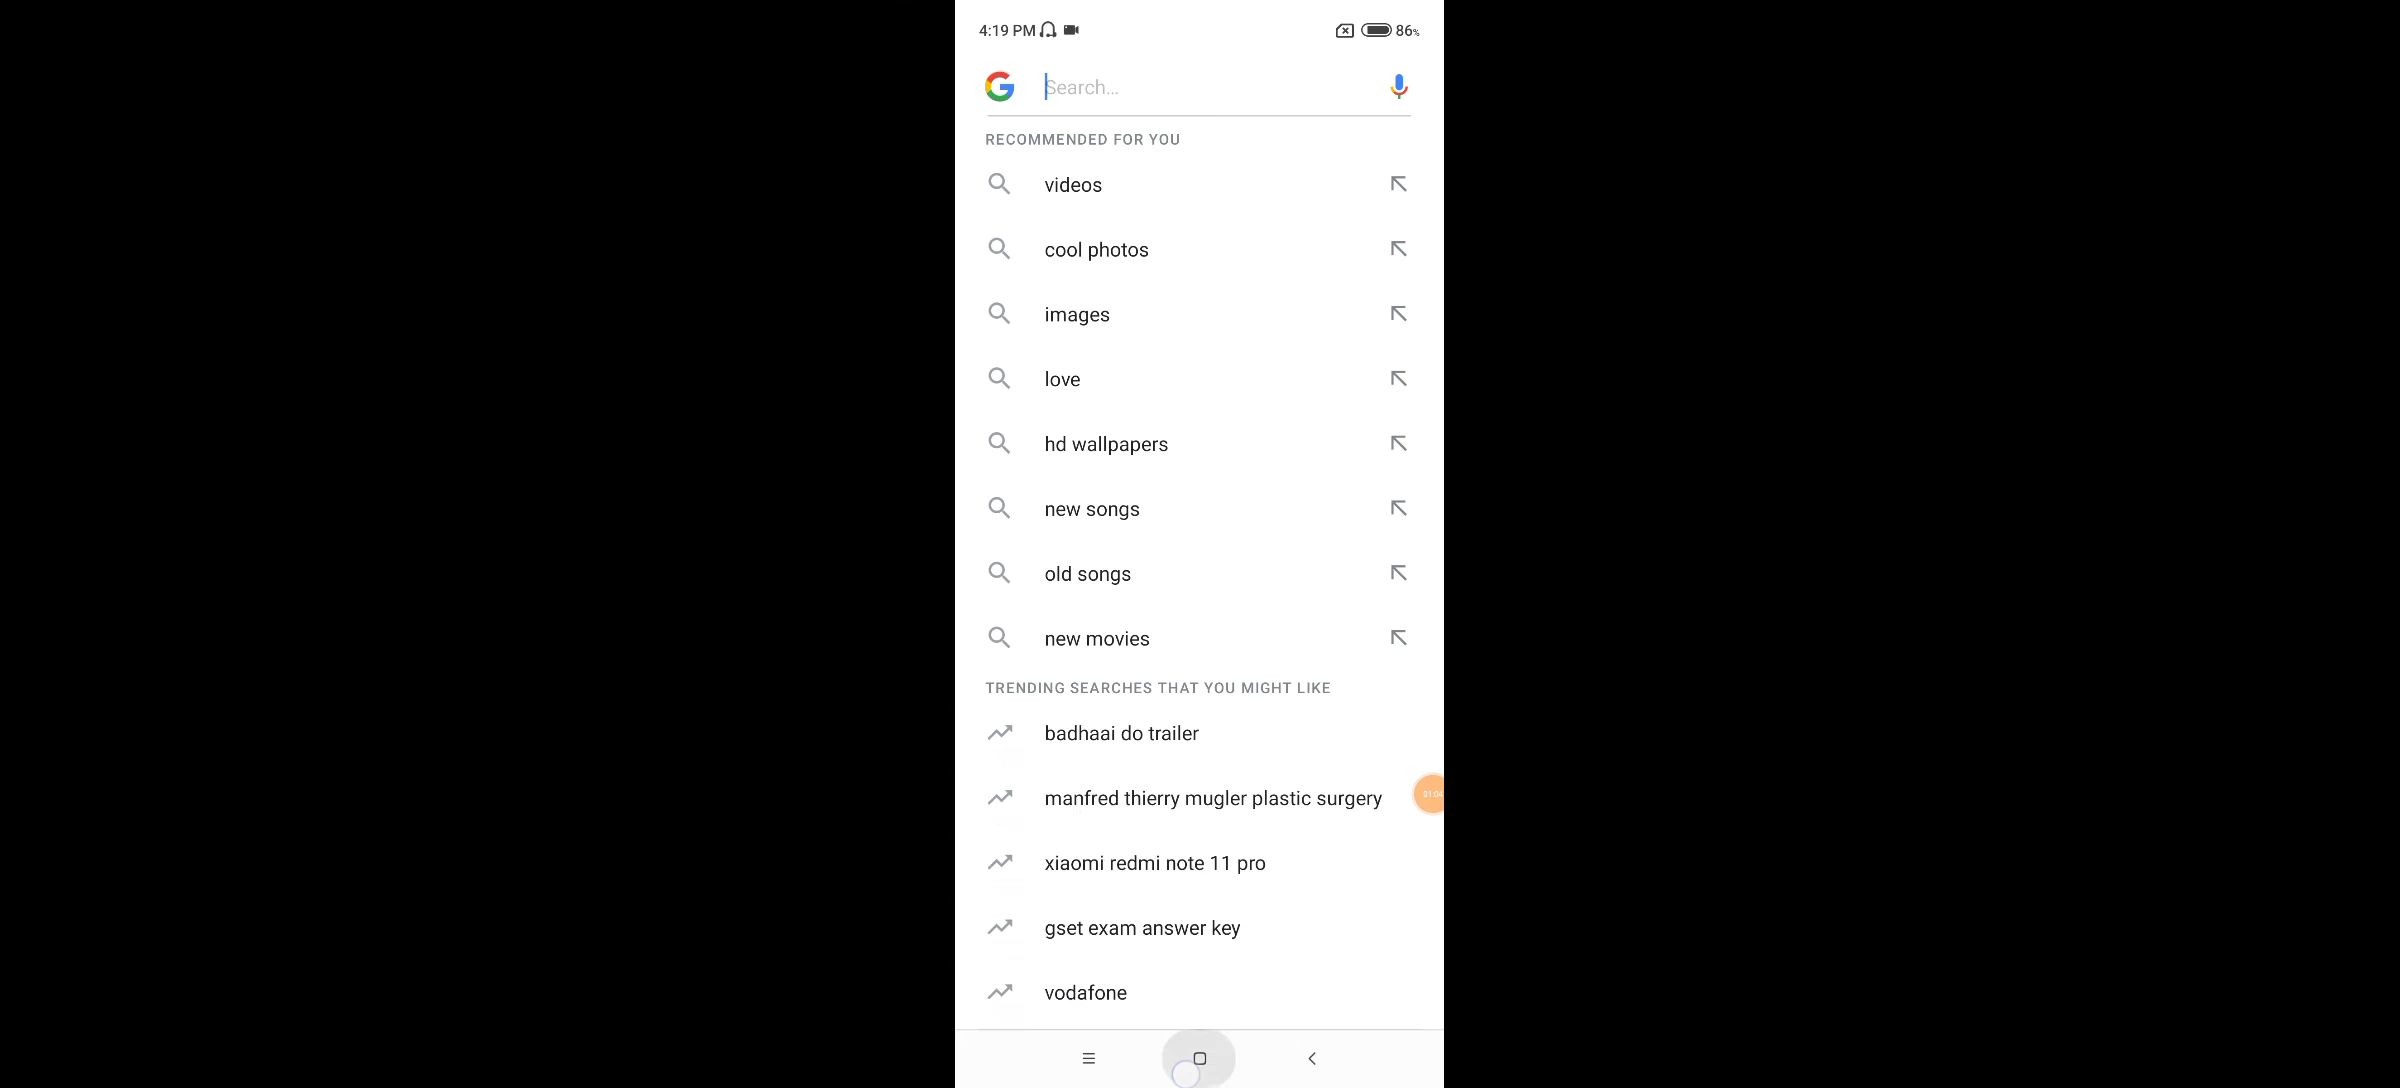 4:19 PM 86%
Search...
RECOMMENDED FOR YOU
videos
cool photos
images
love
hd wallpapers
new songs
old songs
new movies
TRENDING SEARCHES THAT YOU MIGHT LIKE
badhaai do trailer
manfred thierry mugler plastic surgery
01:04
xiaomi redmi note 11 pro
gset exam answer key
vodafone